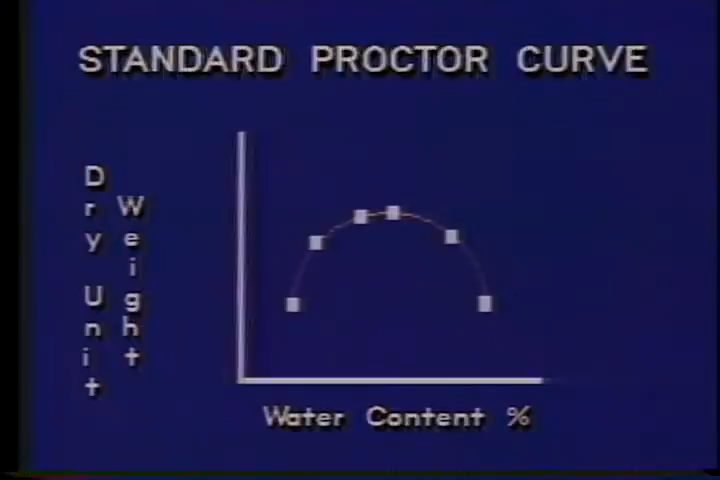 STANDARD PROCTOR CURVE
Dry Unit
Weight
Water Content %